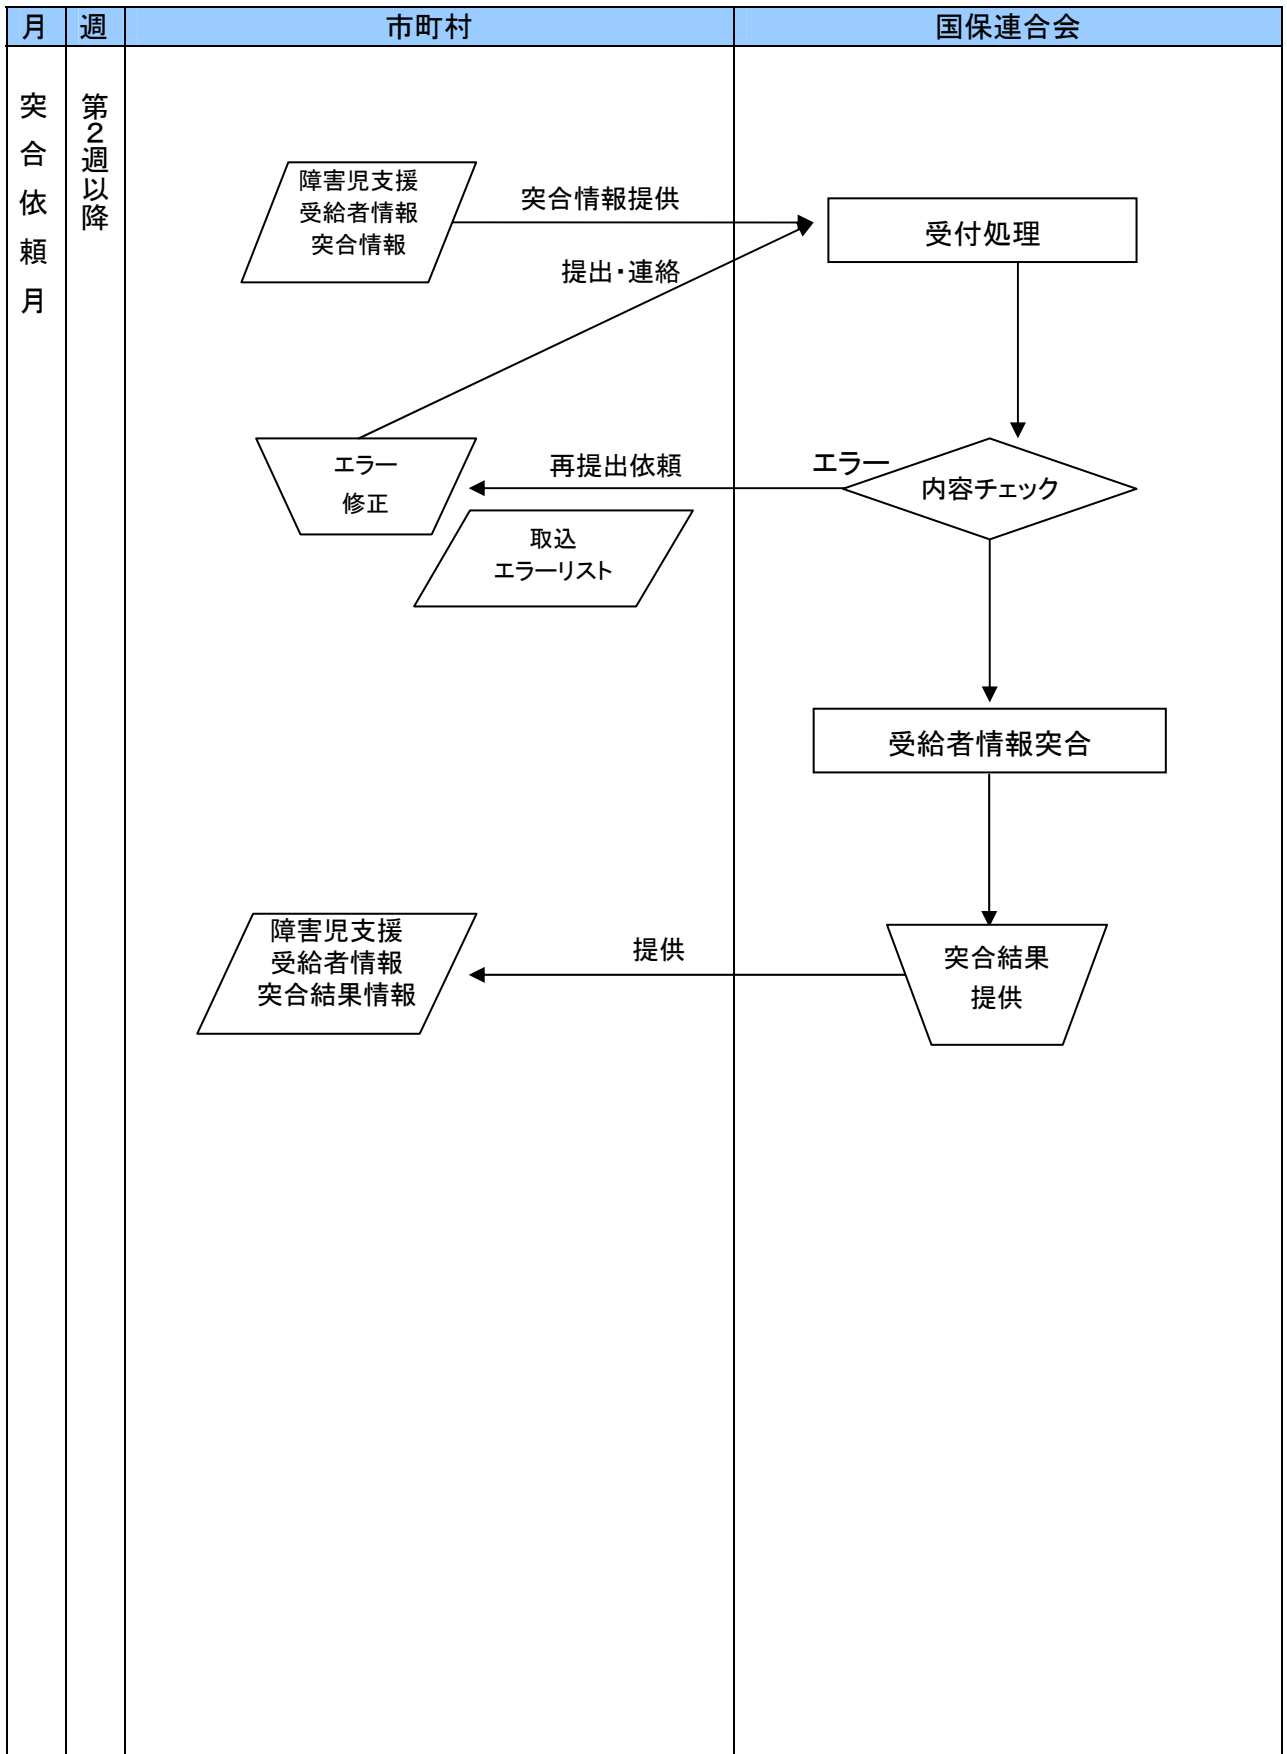 月 週 市町村 国保連合会
突合依頼月
第２週以降
障害児支援
受給者情報
突合情報
突合情報提供
受付処理
提出・連絡
エラー
修正
再提出依頼
エラー
内容チェック
取込
エラーリスト
受給者情報突合
障害児支援
受給者情報
突合結果情報
提供
突合結果
提供